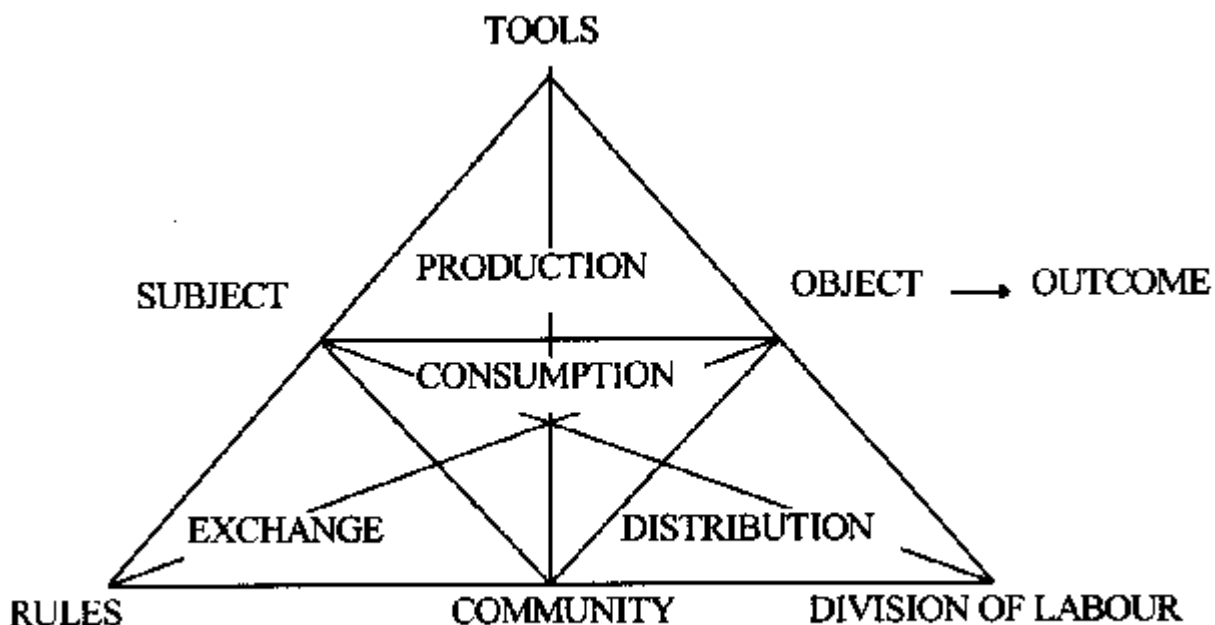 TOOLS
PRODUCTION
SUBJECT
OBJECT
OUTCOME
CONSUMPTION
EXCHANGE
DISTRIBUTION
RULES
COMMUNITY
DIVISION OF LABOUR